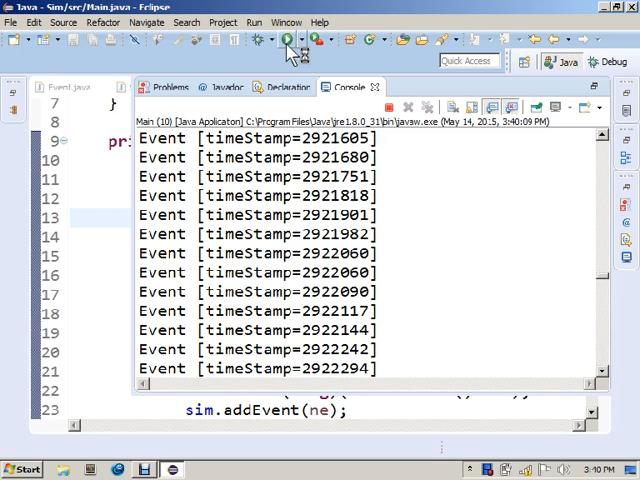 Java - Sim/src/Main.java - Eclipse
File Edit Source Refactor Navigate Search Project Run Window Help
Quick Access Java Debug
Event.java
Problems Javadoc Declaration Console
Main (10) [Java Application] C:\Program Files\Java\jre1.8.0_31\bin\javaw.exe (May 14, 2015, 3:40:09 PM)
7 }
8
9 pri
10
11
12
13
14
15
16
17
18
19
20
21
22
23 sim.addEvent(ne);
Event [timeStamp=2921605]
Event [timeStamp=2921680]
Event [timeStamp=2921751]
Event [timeStamp=2921818]
Event [timeStamp=2921901]
Event [timeStamp=2921982]
Event [timeStamp=2922060]
Event [timeStamp=2922060]
Event [timeStamp=2922090]
Event [timeStamp=2922117]
Event [timeStamp=2922144]
Event [timeStamp=2922242]
Event [timeStamp=2922294]
Start 3:40 PM